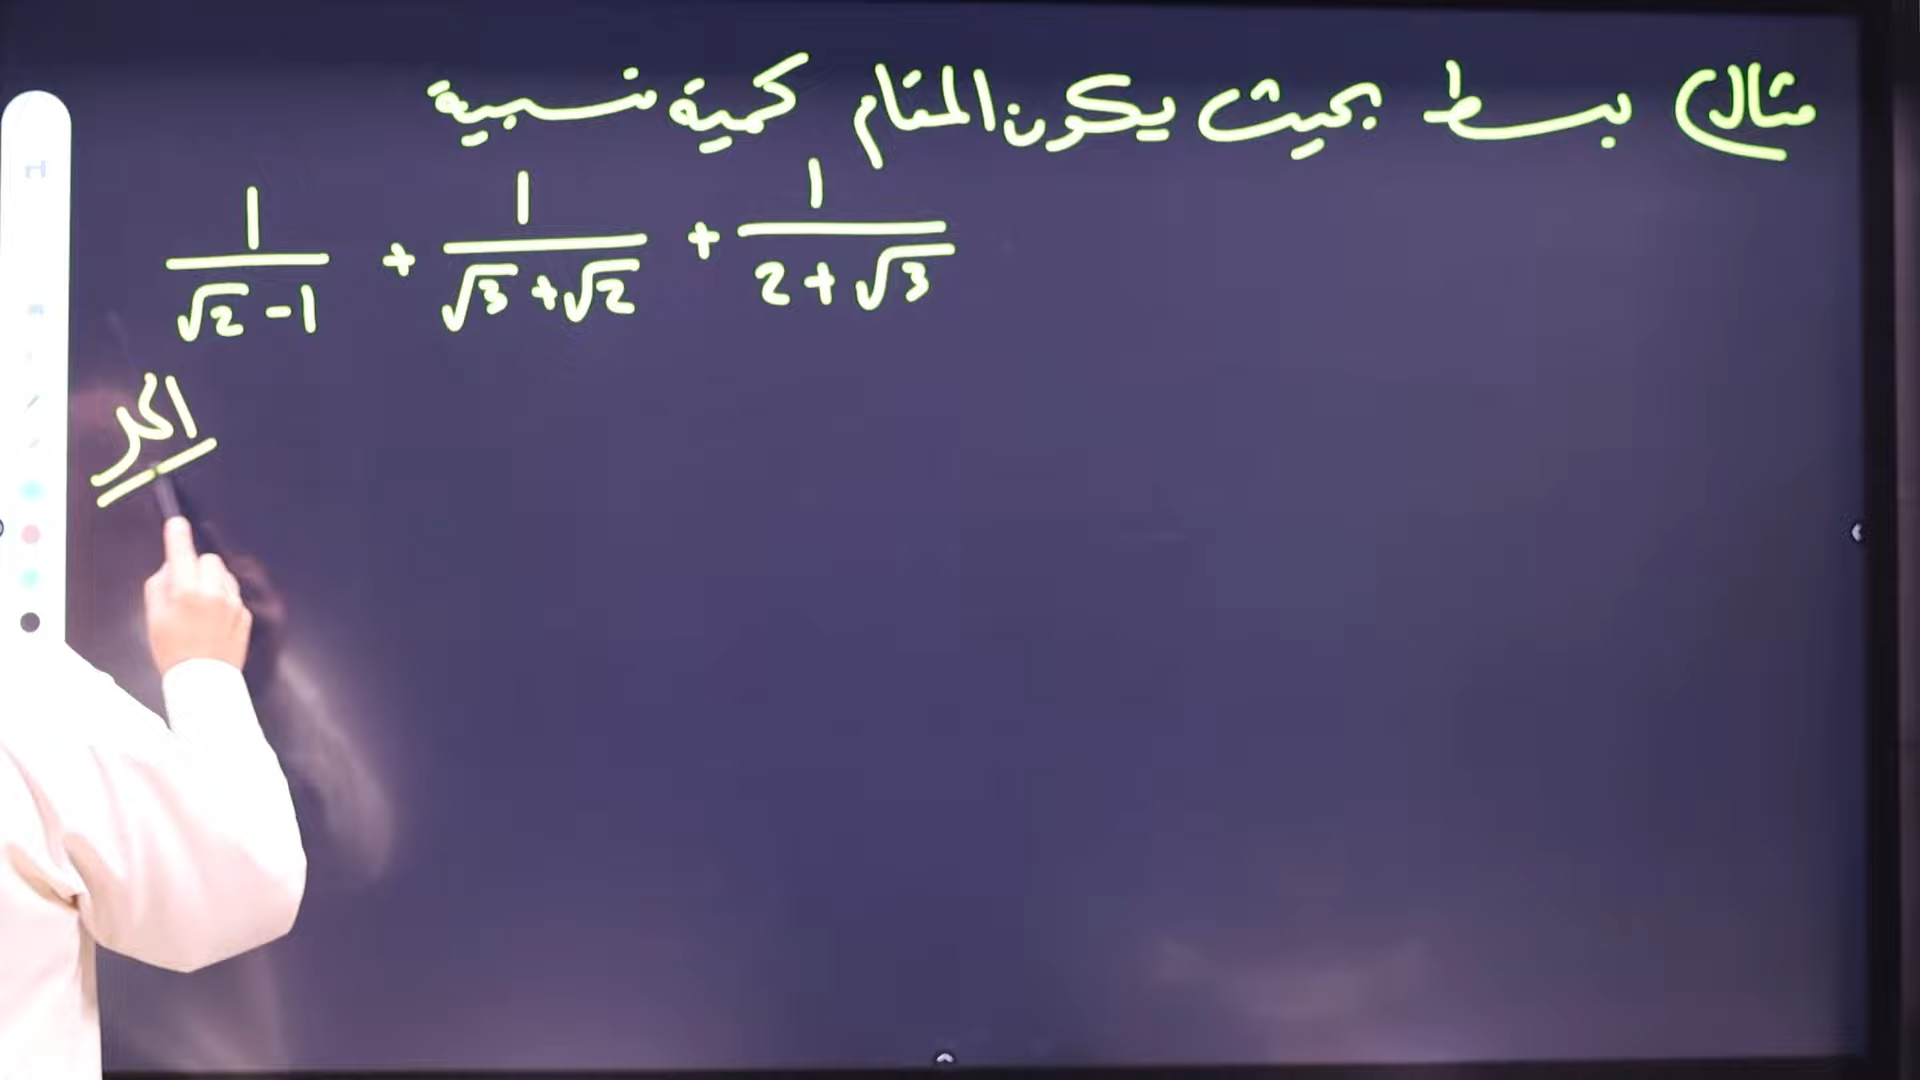 مثال بسط بحيث يكون المقام كمية نسبية
1/(√2 - 1) + 1/(√3 + √2) + 1/(2 + √3)
الحل